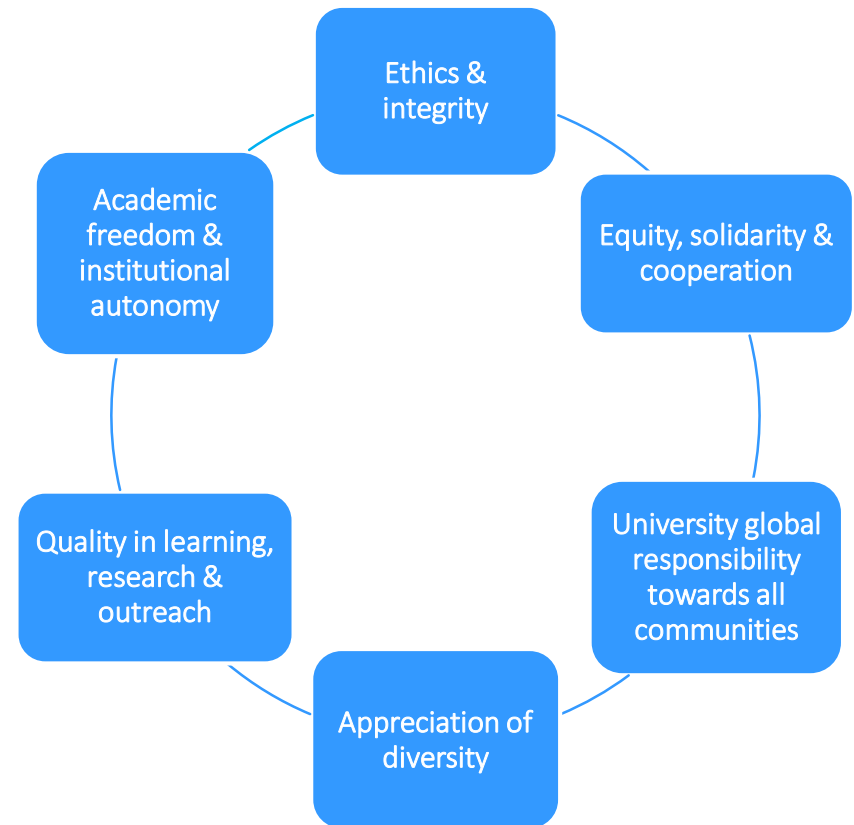 Ethics &
integrity
Equity, solidarity &
cooperation
University global
responsibility
towards all
communities
Appreciation of
diversity
Quality in learning,
research &
outreach
Academic
freedom &
institutional
autonomy